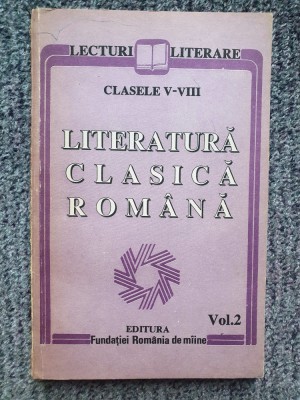 LECTURI LITERARE
CLASELE V-VIII
LITERATURĂ
CLASICĂ
ROMÂNĂ
Vol.2
EDITURA
Fundației România de mîine